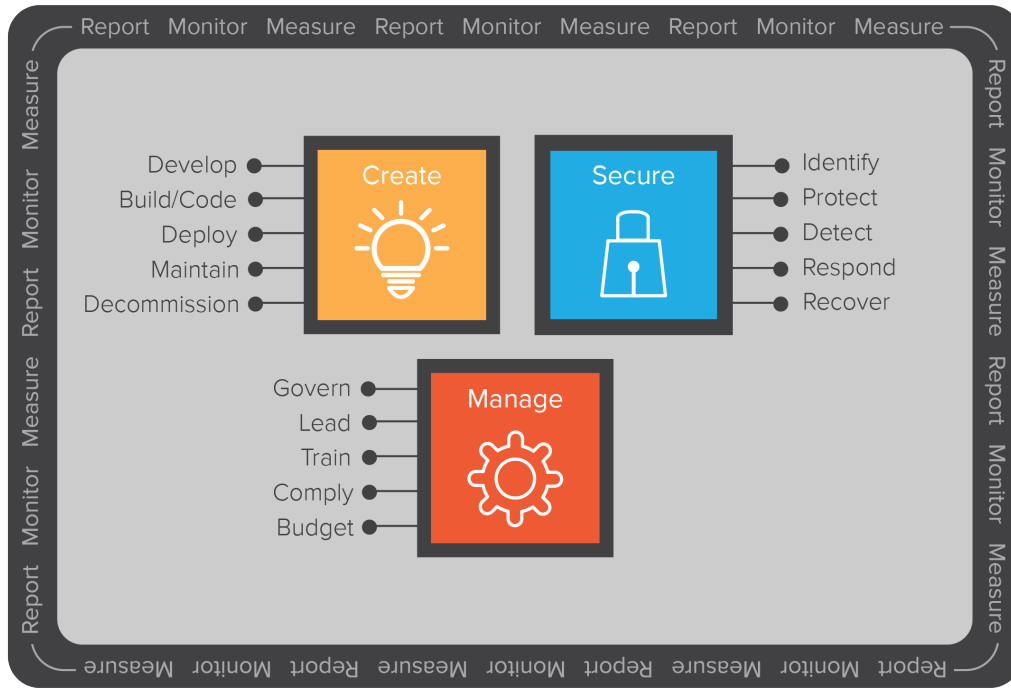 Report Monitor Measure Report Monitor Measure Report Monitor Measure
Report Monitor Measure Report Monitor Measure
Report Monitor Measure Report Monitor Measure Report Monitor Measure
Report Monitor Measure Report Monitor Measure
Create
Develop
Build/Code
Deploy
Maintain
Decommission
Secure
Identify
Protect
Detect
Respond
Recover
Manage
Govern
Lead
Train
Comply
Budget